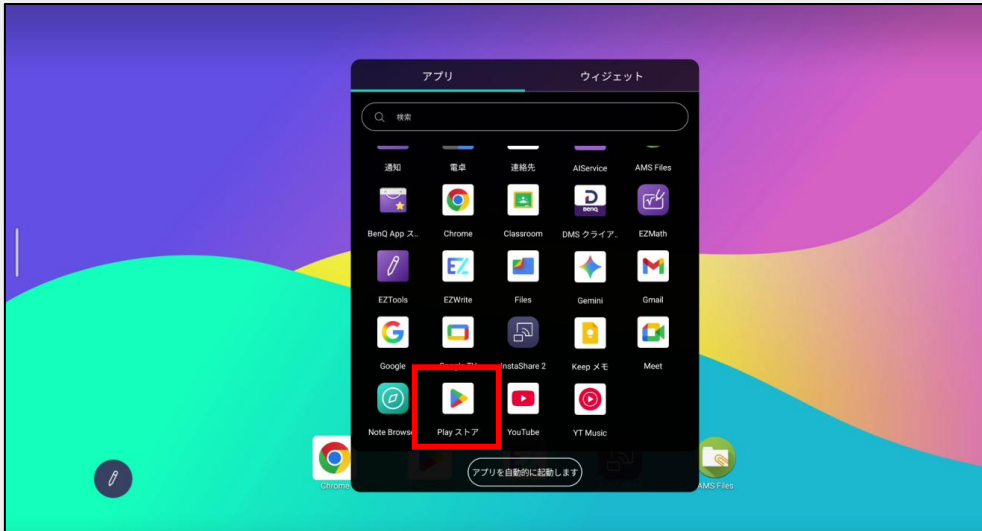 アプリ ウィジェット
検索
通知 電卓 連絡先 AIService AMS Files
BenQ
BenQ App ス... Chrome Classroom DMS クライア... EZMath
EZTools EZWrite Files Gemini Gmail
Google Google TV InstaShare 2 Keep メモ Meet
Note Browse Play ストア YouTube YT Music
アプリを自動的に起動します
Chrome AMS Files